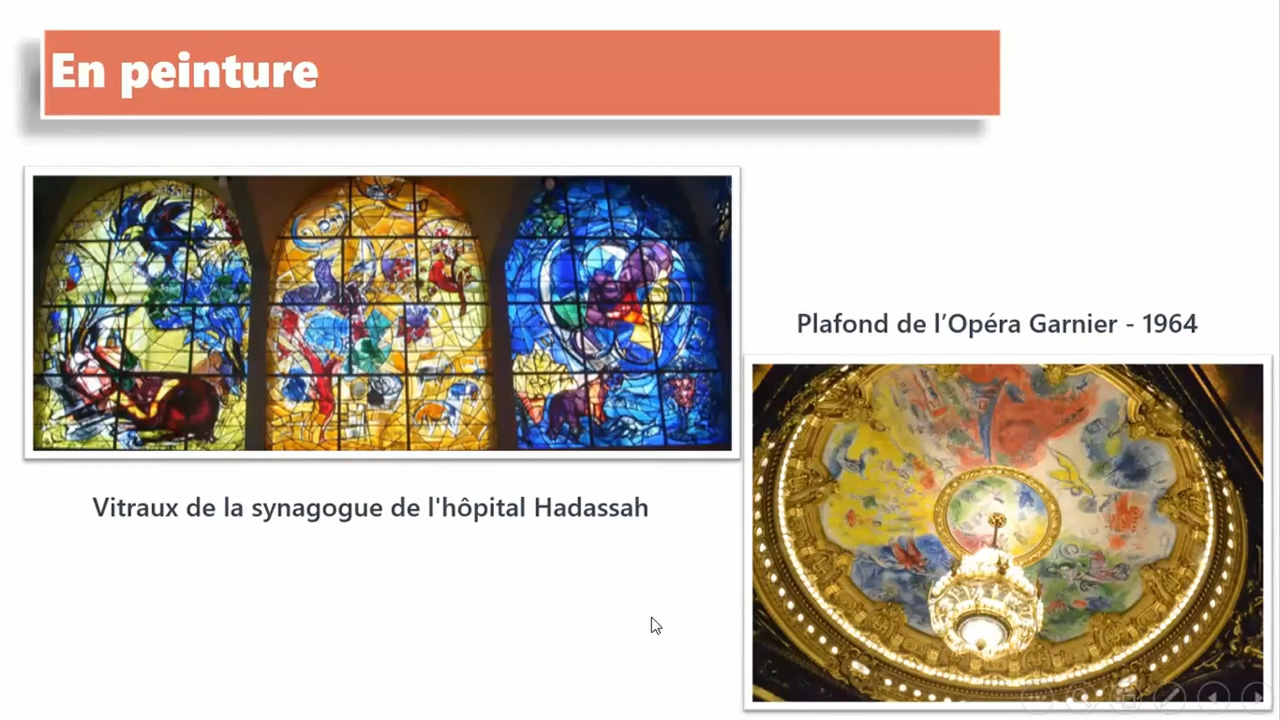 En peinture
Plafond de l’Opéra Garnier - 1964
Vitraux de la synagogue de l'hôpital Hadassah